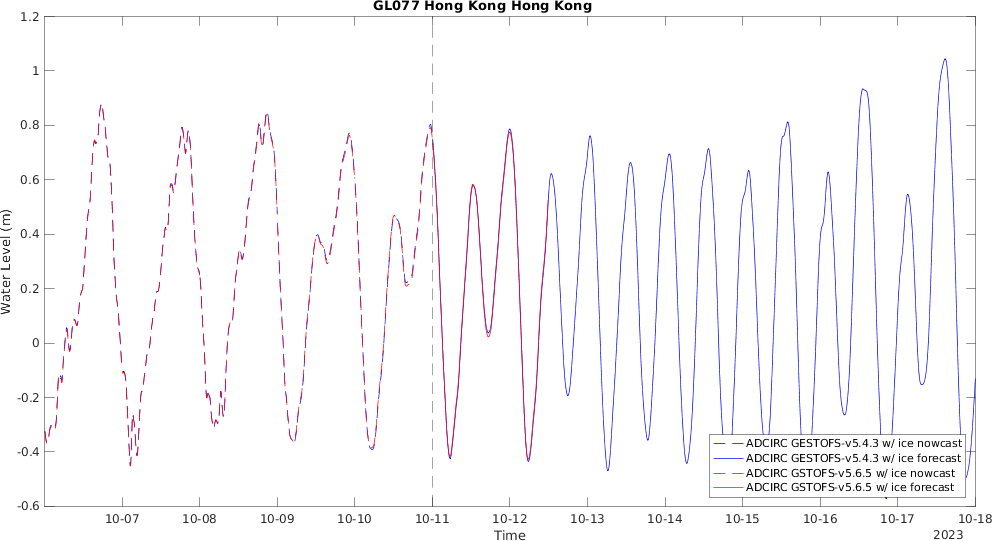 GL077 Hong Kong Hong Kong
1.2
1
0.8
0.6
0.4
0.2
0
-0.2
-0.4
-0.6
Water Level (m)
10-07 10-08 10-09 10-10 10-11 10-12 10-13 10-14 10-15 10-16 10-17 10-18
Time
2023
ADCIRC GESTOFS-v5.4.3 w/ ice nowcast
ADCIRC GESTOFS-v5.4.3 w/ ice forecast
ADCIRC GSTOFS-v5.6.5 w/ ice nowcast
ADCIRC GSTOFS-v5.6.5 w/ ice forecast